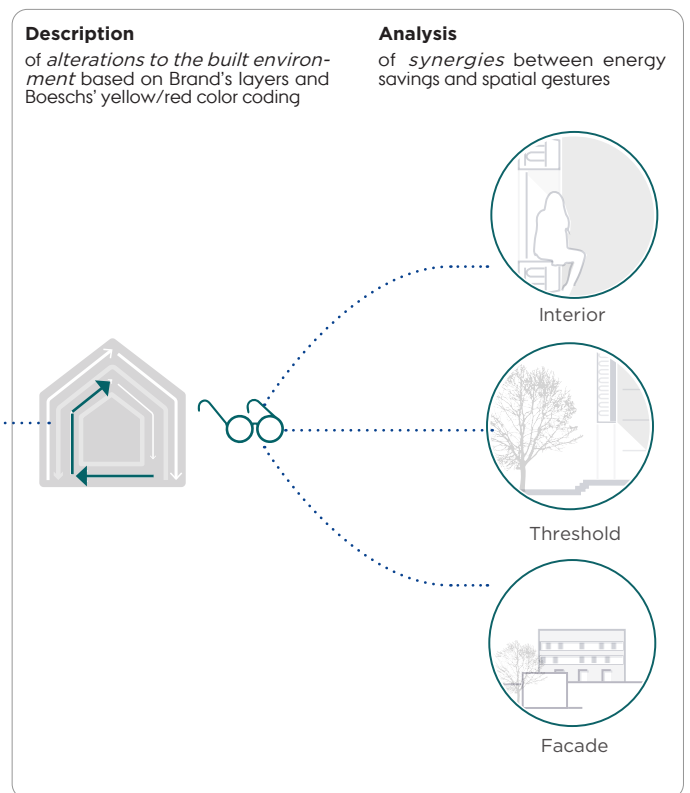 Description
of alterations to the built environ-
ment based on Brand's layers and
Boeschs' yellow/red color coding
Analysis
of synergies between energy
savings and spatial gestures
Interior
Threshold
Facade